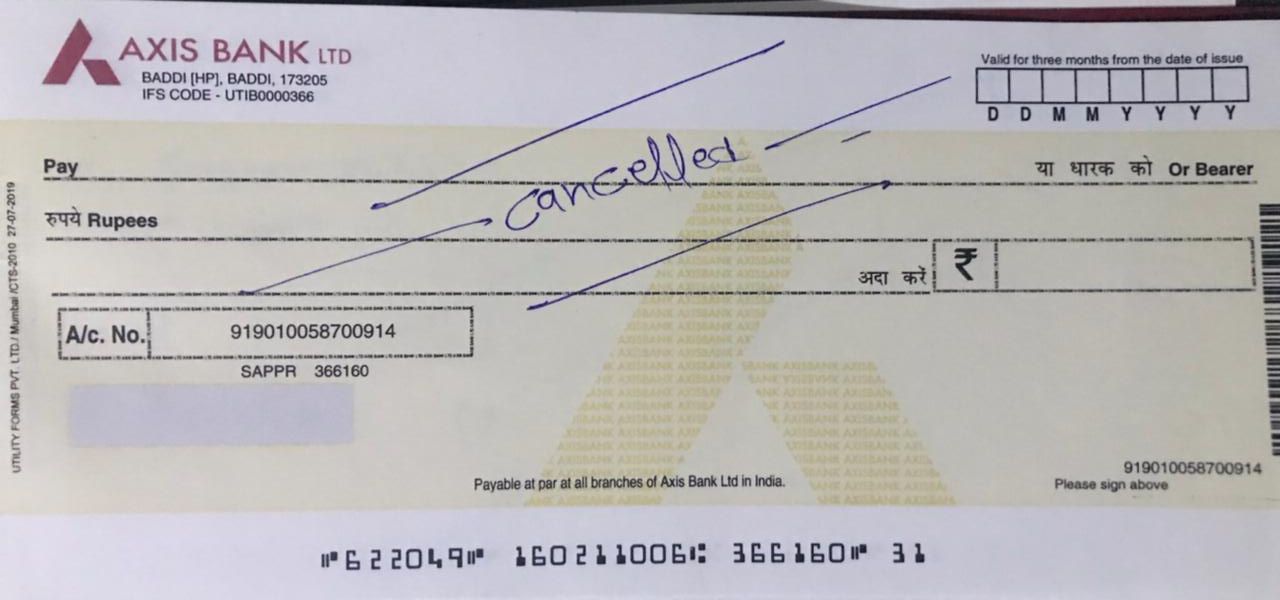 AXIS BANK LTD
BADDI [HP], BADDI, 173205
IFS CODE - UTIB0000366
Valid for three months from the date of issue
D D M M Y Y Y Y
cancelled
Pay या धारक को Or Bearer
रुपये Rupees
अदा करें ₹
A/c. No. 919010058700914
SAPPR 366160
919010058700914
Payable at par at all branches of Axis Bank Ltd in India.
Please sign above
⑈622049⑈ 160211006⑆ 366160⑈ 31
UTILITY FORMS PVT. LTD./ Mumbai /CTS-2010 27-07-2019